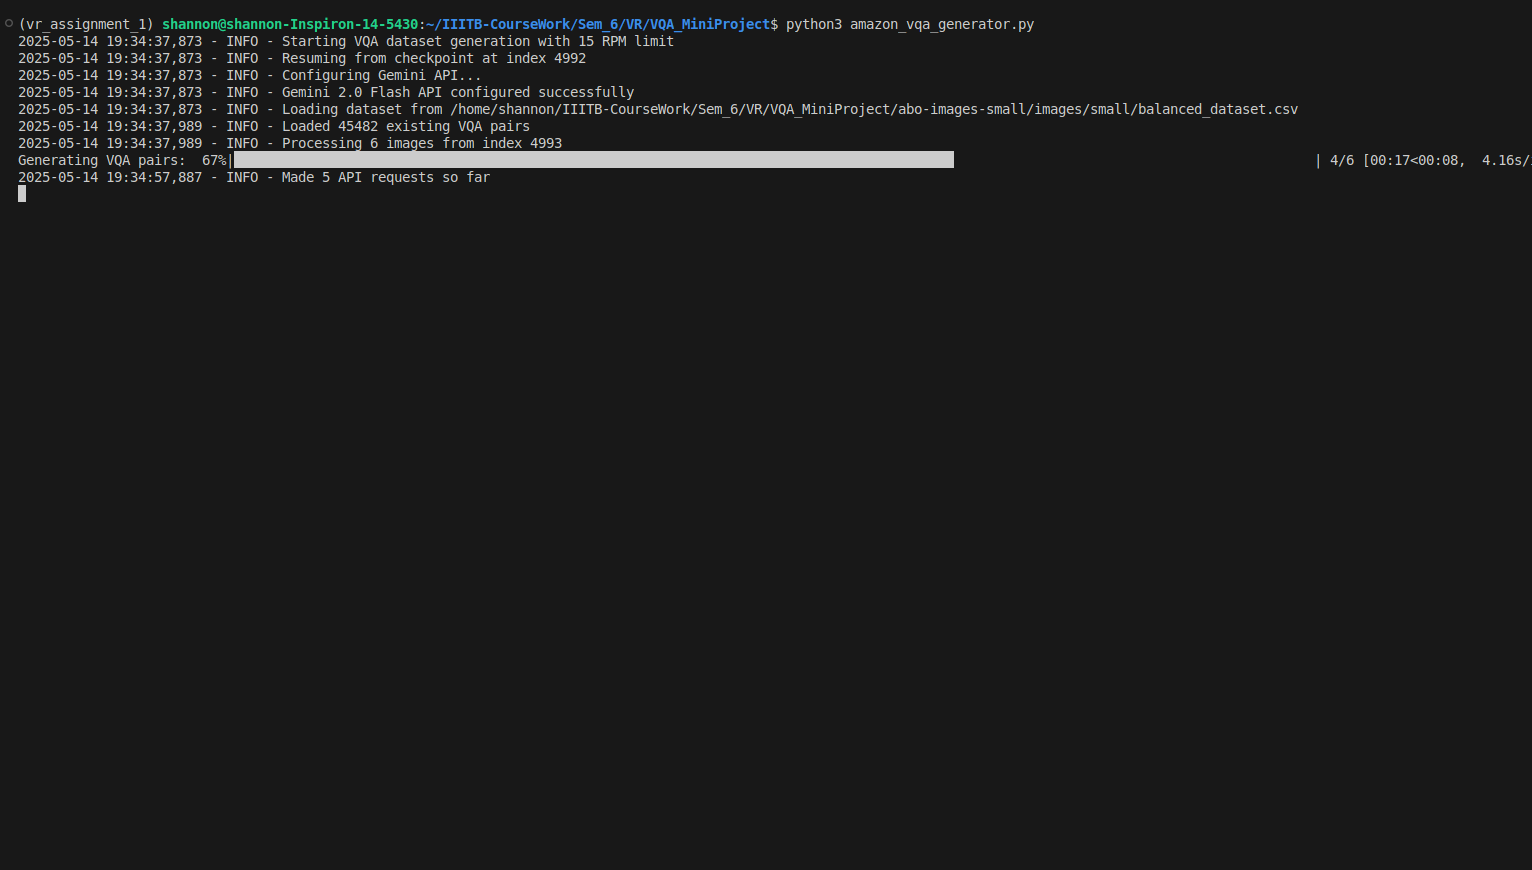 (vr_assignment_1) shannon@shannon-Inspiron-14-5430:~/IIITB-CourseWork/Sem_6/VR/VQA_MiniProject$ python3 amazon_vqa_generator.py
2025-05-14 19:34:37,873 - INFO - Starting VQA dataset generation with 15 RPM limit
2025-05-14 19:34:37,873 - INFO - Resuming from checkpoint at index 4992
2025-05-14 19:34:37,873 - INFO - Configuring Gemini API...
2025-05-14 19:34:37,873 - INFO - Gemini 2.0 Flash API configured successfully
2025-05-14 19:34:37,873 - INFO - Loading dataset from /home/shannon/IIITB-CourseWork/Sem_6/VR/VQA_MiniProject/abo-images-small/images/small/balanced_dataset.csv
2025-05-14 19:34:37,989 - INFO - Loaded 45482 existing VQA pairs
2025-05-14 19:34:37,989 - INFO - Processing 6 images from index 4993
Generating VQA pairs:  67%| | 4/6 [00:17<00:08,  4.16s/
2025-05-14 19:34:57,887 - INFO - Made 5 API requests so far